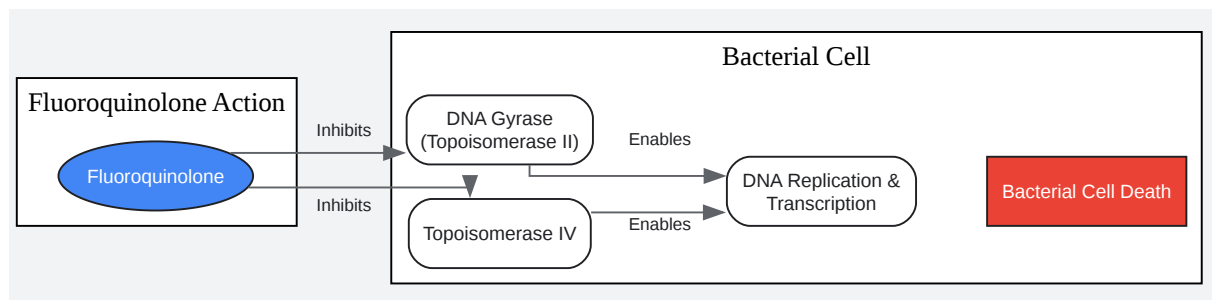 Bacterial Cell
Fluoroquinolone Action
Fluoroquinolone
Inhibits
Inhibits
DNA Gyrase
(Topoisomerase II)
Topoisomerase IV
Enables
Enables
DNA Replication &
Transcription
Bacterial Cell Death